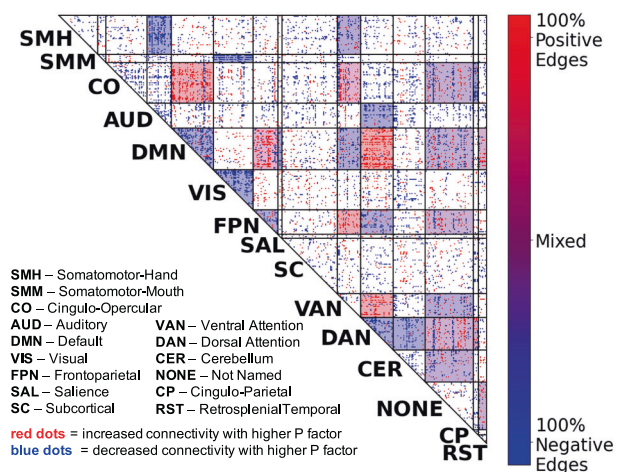 SMH
SMM
CO
AUD
DMN
VIS
FPN
SAL
SC
VAN
DAN
CER
NONE
CP
RST
100%
Positive
Edges
Mixed
100%
Negative
Edges
SMH – Somatomotor-Hand
SMM – Somatomotor-Mouth
CO – Cingulo-Opercular
AUD – Auditory
DMN – Default
VIS – Visual
FPN – Frontoparietal
SAL – Salience
SC – Subcortical
VAN – Ventral Attention
DAN – Dorsal Attention
CER – Cerebellum
NONE – Not Named
CP – Cingulo-Parietal
RST – RetrosplenialTemporal
red dots = increased connectivity with higher P factor
blue dots = decreased connectivity with higher P factor